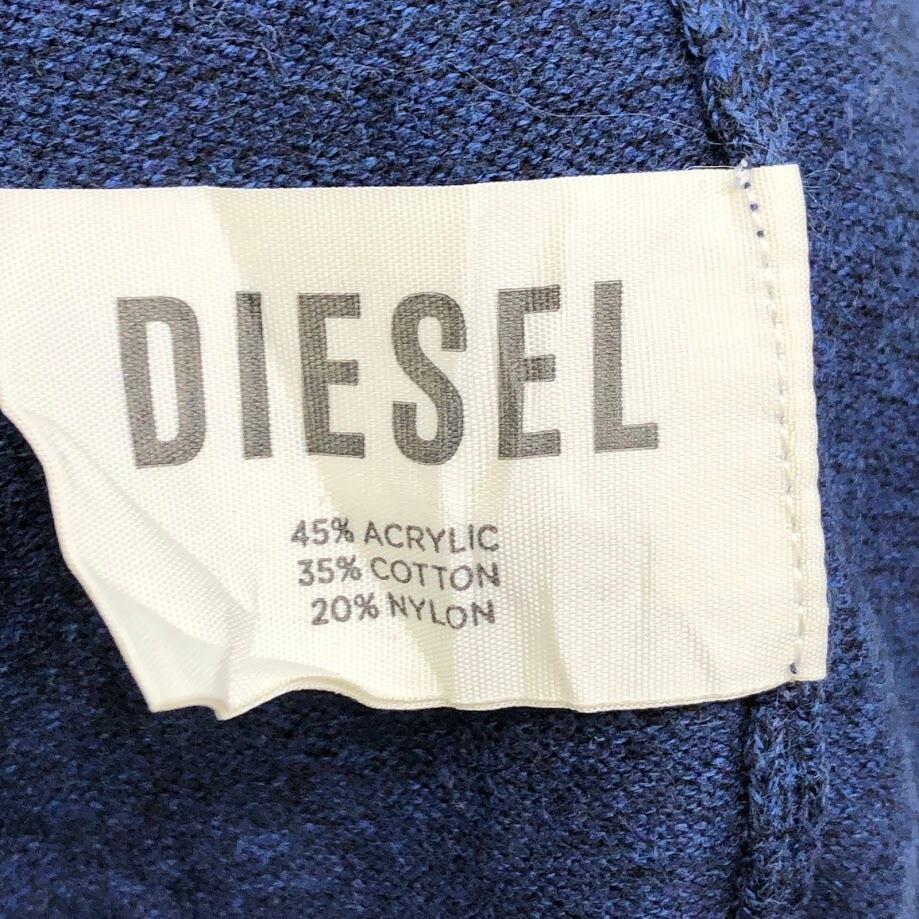 DIESEL
45% ACRYLIC
35% COTTON
20% NYLON